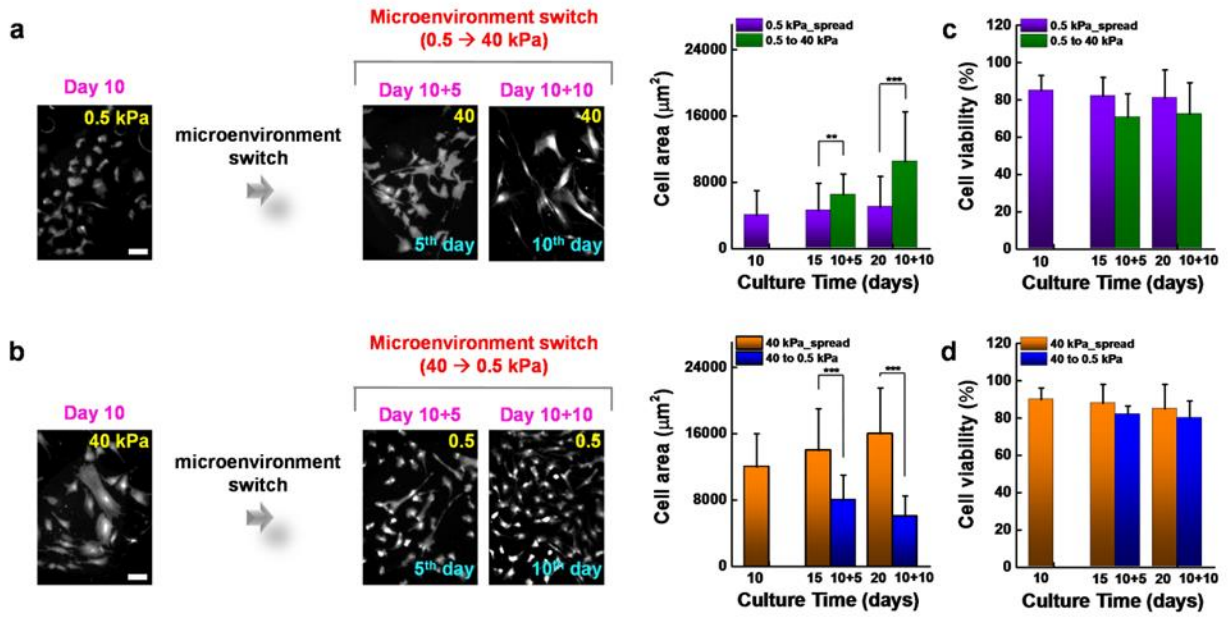 a
Microenvironment switch
(0.5 → 40 kPa)
Day 10
Day 10+5
Day 10+10
0.5 kPa
microenvironment
switch
40
5th day
40
10th day
Cell area (μm²)
24000
16000
8000
0
0.5 kPa_spread
0.5 to 40 kPa
**
***
10
15
10+5
20
10+10
Culture Time (days)
c
Cell viability (%)
120
100
80
60
40
20
0
0.5 kPa_spread
0.5 to 40 kPa
10
15
10+5
20
10+10
Culture Time (days)
b
Microenvironment switch
(40 → 0.5 kPa)
Day 10
Day 10+5
Day 10+10
40 kPa
microenvironment
switch
0.5
5th day
0.5
10th day
Cell area (μm²)
24000
16000
8000
0
40 kPa_spread
40 to 0.5 kPa
***
***
10
15
10+5
20
10+10
Culture Time (days)
d
Cell viability (%)
120
100
80
60
40
20
0
40 kPa_spread
40 to 0.5 kPa
10
15
10+5
20
10+10
Culture Time (days)